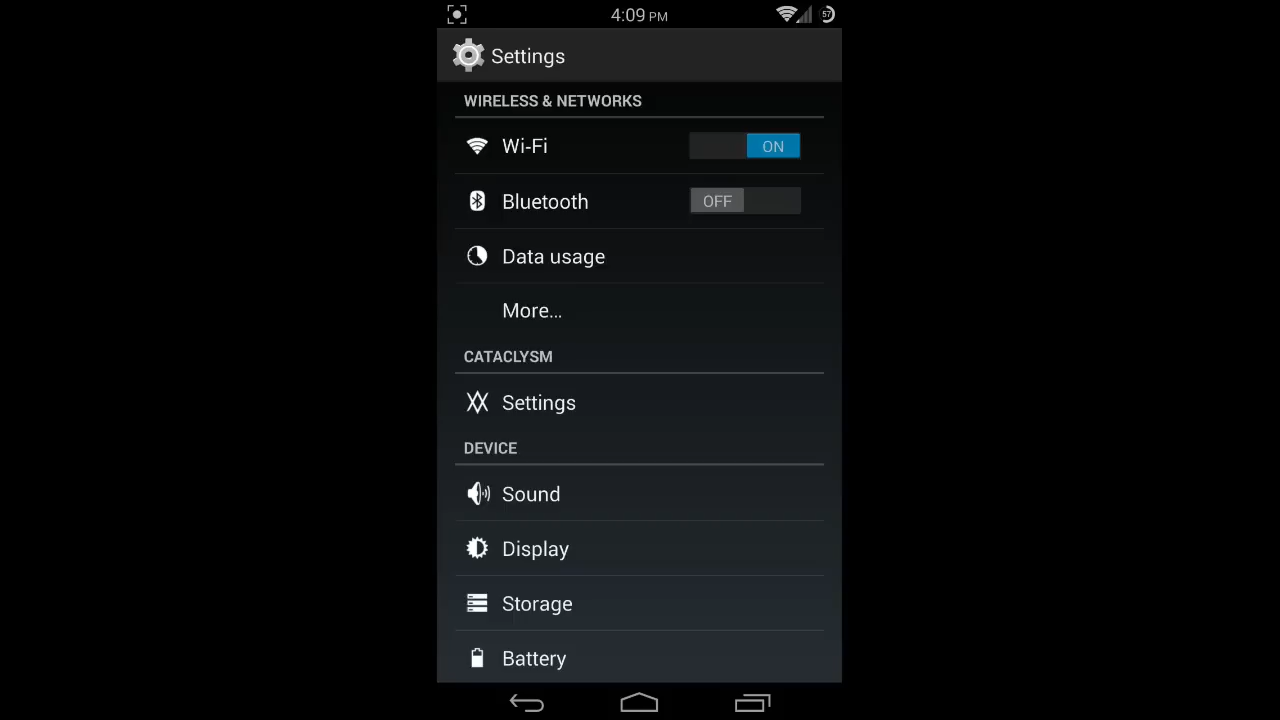 4:09 PM
57
Settings
WIRELESS & NETWORKS
Wi-Fi
ON
Bluetooth
OFF
Data usage
More...
CATACLYSM
Settings
DEVICE
Sound
Display
Storage
Battery